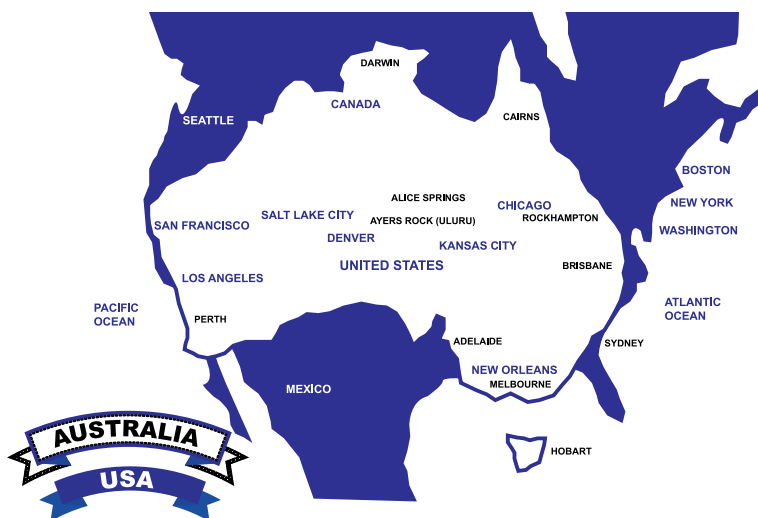 DARWIN
CANADA
SEATTLE
CAIRNS
BOSTON
ALICE SPRINGS
NEW YORK
CHICAGO
SALT LAKE CITY
ROCKHAMPTON
AYERS ROCK (ULURU)
SAN FRANCISCO
WASHINGTON
DENVER
KANSAS CITY
UNITED STATES
BRISBANE
LOS ANGELES
PACIFIC
OCEAN
ATLANTIC
OCEAN
PERTH
ADELAIDE
SYDNEY
NEW ORLEANS
MELBOURNE
MEXICO
AUSTRALIA
HOBART
USA